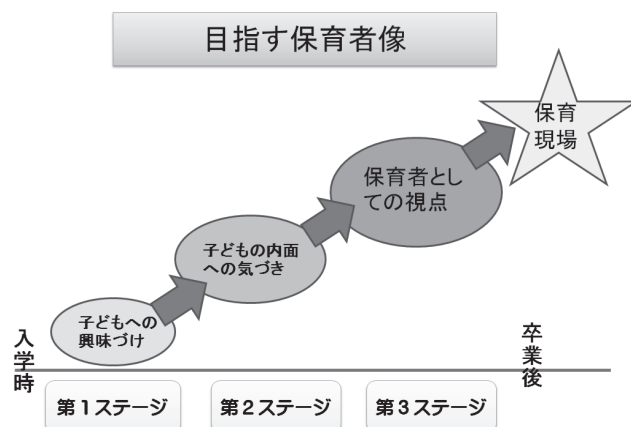 目指す保育者像
保育
現場
保育者とし
ての視点
子どもの内面
への気づき
子どもへの
興味づけ
入学時
卒業後
第1ステージ
第2ステージ
第3ステージ